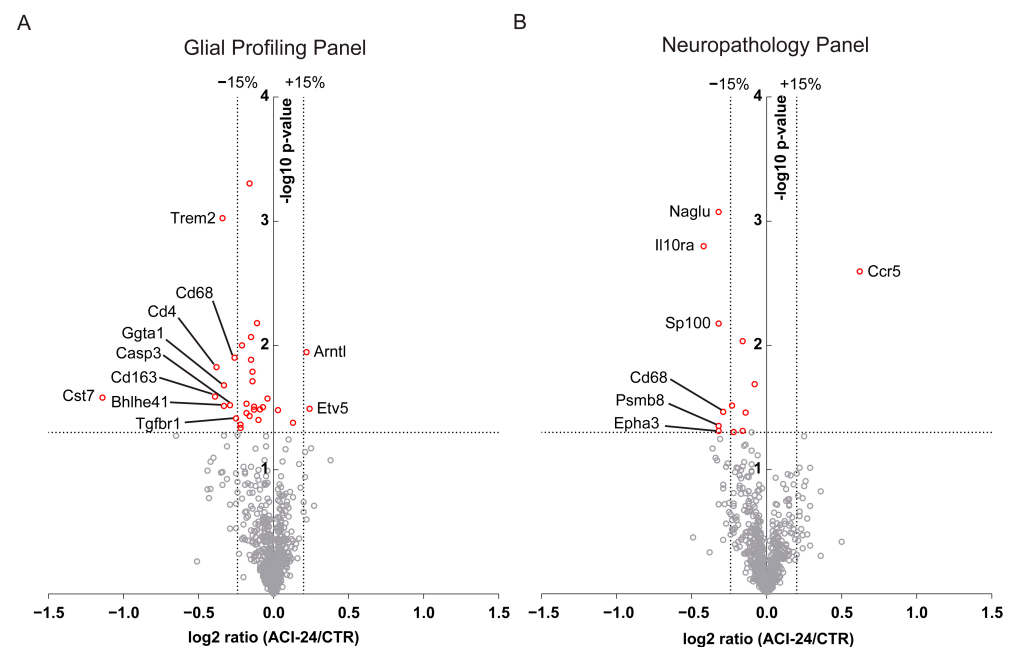 A
Glial Profiling Panel
−15%
+15%
4
-log10 p-value
3
Trem2
Cd68
Cd4
Ggta1
2
Casp3
Arntl
Cd163
Cst7
Bhlhe41
Etv5
Tgfbr1
1
−1.5
−1.0
−0.5
0.0
0.5
1.0
1.5
log2 ratio (ACI-24/CTR)
B
Neuropathology Panel
−15%
+15%
4
-log10 p-value
3
Naglu
Il10ra
Ccr5
Sp100
2
Cd68
Psmb8
Epha3
1
−1.5
−1.0
−0.5
0.0
0.5
1.0
1.5
log2 ratio (ACI-24/CTR)